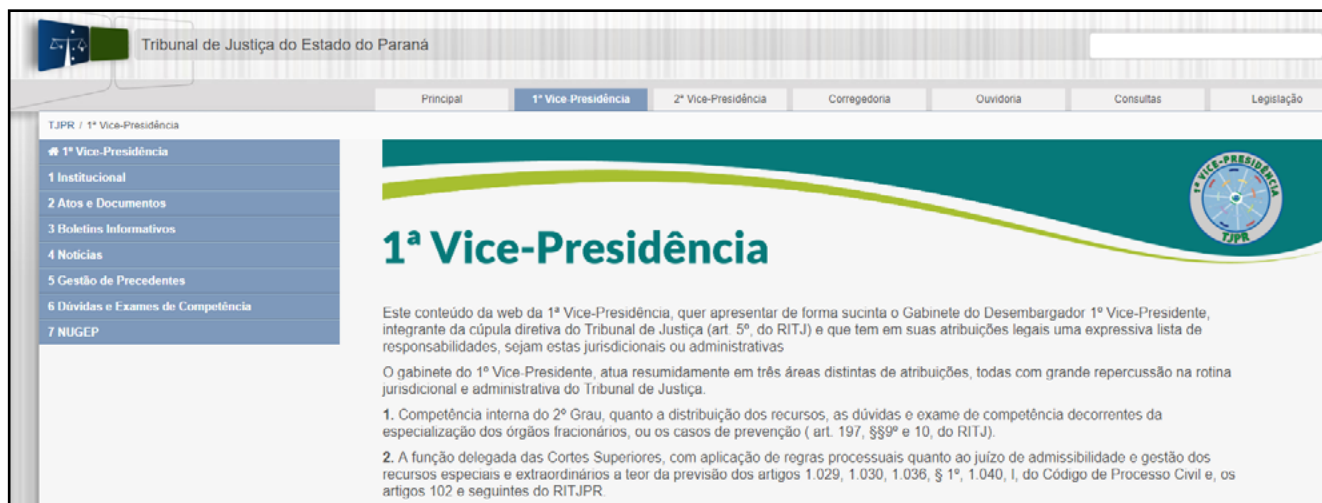 Tribunal de Justiça do Estado do Paraná
Principal
1ª Vice-Presidência
2ª Vice-Presidência
Corregedoria
Ouvidoria
Consultas
Legislação
TJPR / 1ª Vice-Presidência
1ª Vice-Presidência
1 Institucional
2 Atos e Documentos
3 Boletins Informativos
4 Notícias
5 Gestão de Precedentes
6 Dúvidas e Exames de Competência
7 NUGEP
1ª VICE-PRESIDÊNCIA
TJPR
1ª Vice-Presidência
Este conteúdo da web da 1ª Vice-Presidência, quer apresentar de forma sucinta o Gabinete do Desembargador 1º Vice-Presidente,
integrante da cúpula diretiva do Tribunal de Justiça (art. 5º, do RITJ) e que tem em suas atribuições legais uma expressiva lista de
responsabilidades, sejam estas jurisdicionais ou administrativas
O gabinete do 1º Vice-Presidente, atua resumidamente em três áreas distintas de atribuições, todas com grande repercussão na rotina
jurisdicional e administrativa do Tribunal de Justiça.
1. Competência interna do 2º Grau, quanto a distribuição dos recursos, as dúvidas e exame de competência decorrentes da
especialização dos órgãos fracionários, ou os casos de prevenção ( art. 197, §§9º e 10, do RITJ).
2. A função delegada das Cortes Superiores, com aplicação de regras processuais quanto ao juízo de admissibilidade e gestão dos
recursos especiais e extraordinários a teor da previsão dos artigos 1.029, 1.030, 1.036, § 1º, 1.040, I, do Código de Processo Civil e, os
artigos 102 e seguintes do RITJPR.